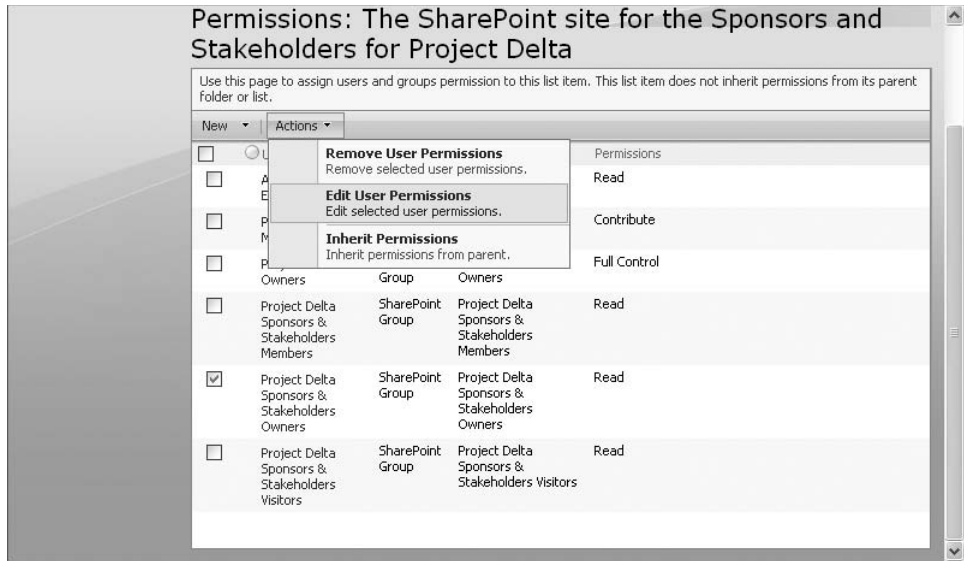 Permissions: The SharePoint site for the Sponsors and
Stakeholders for Project Delta
Use this page to assign users and groups permission to this list item. This list item does not inherit permissions from its parent
folder or list.
New Actions
Permissions
Remove User Permissions
Remove selected user permissions.
Read
Edit User Permissions
Edit selected user permissions.
Contribute
Inherit Permissions
Inherit permissions from parent.
Full Control
Owners Group Owners
Project Delta SharePoint Project Delta Read
Sponsors & Group Sponsors &
Stakeholders Stakeholders
Members Members
Project Delta SharePoint Project Delta Read
Sponsors & Group Sponsors &
Stakeholders Stakeholders
Owners Owners
Project Delta SharePoint Project Delta Read
Sponsors & Group Sponsors &
Stakeholders Stakeholders Visitors
Visitors